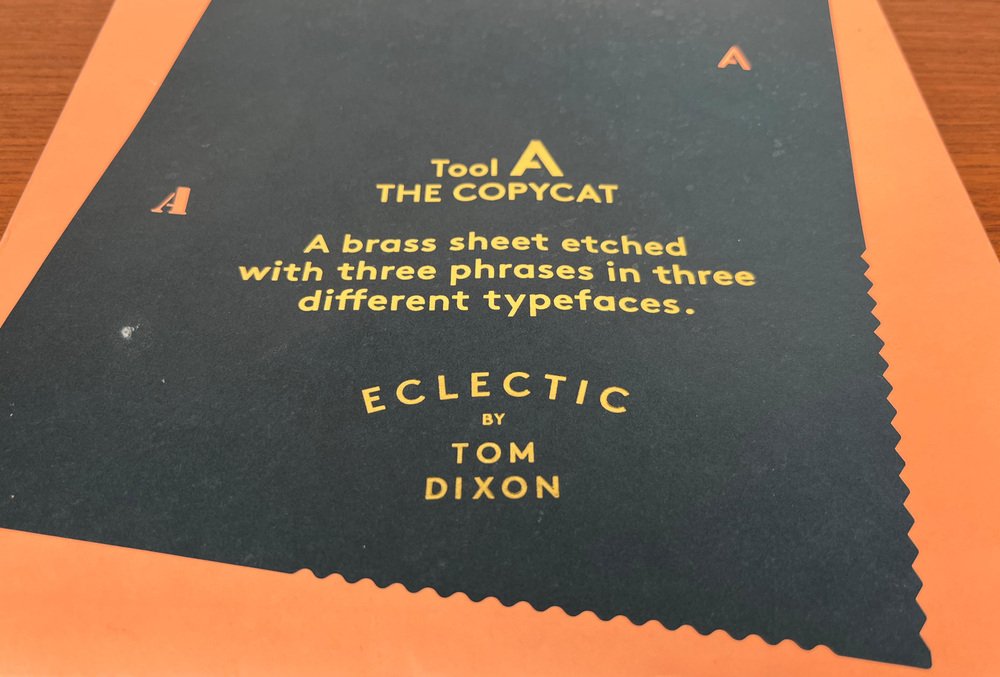 A
Tool A
THE COPYCAT
A
A brass sheet etched
with three phrases in three
different typefaces.
ECLECTIC
BY
TOM
DIXON